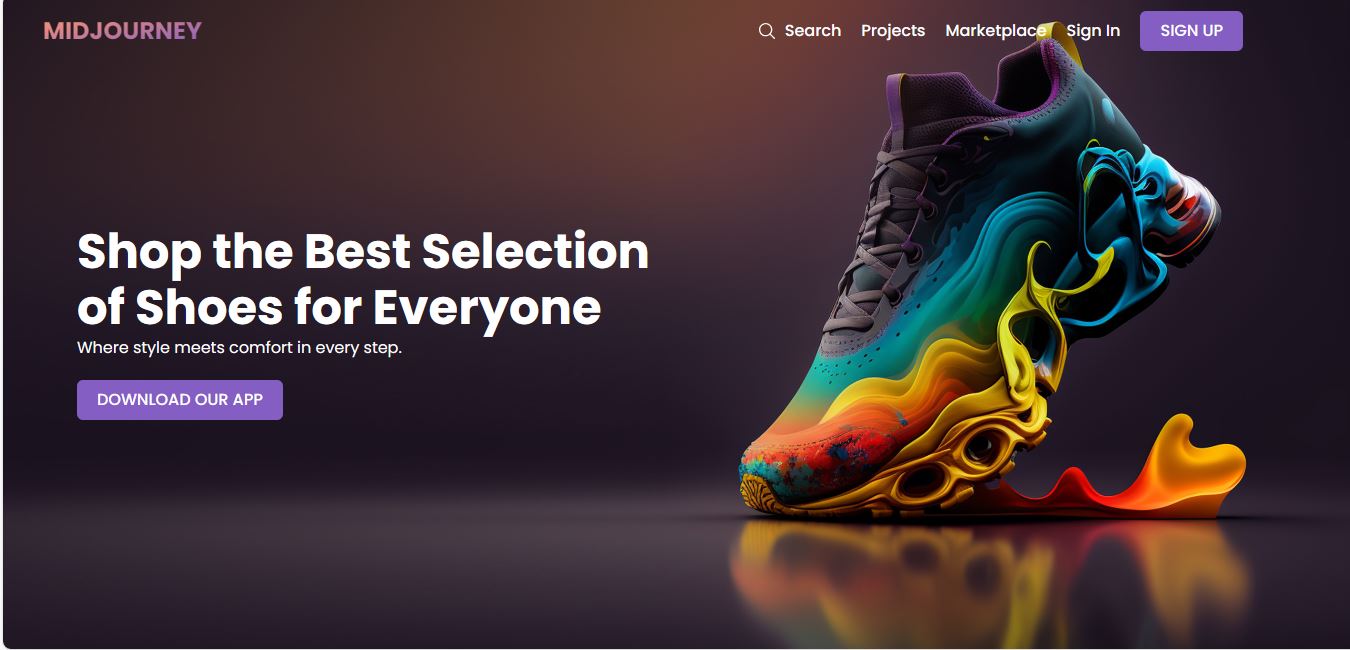 MIDJOURNEY
Search Projects Marketplace Sign In SIGN UP
Shop the Best Selection
of Shoes for Everyone
Where style meets comfort in every step.
DOWNLOAD OUR APP